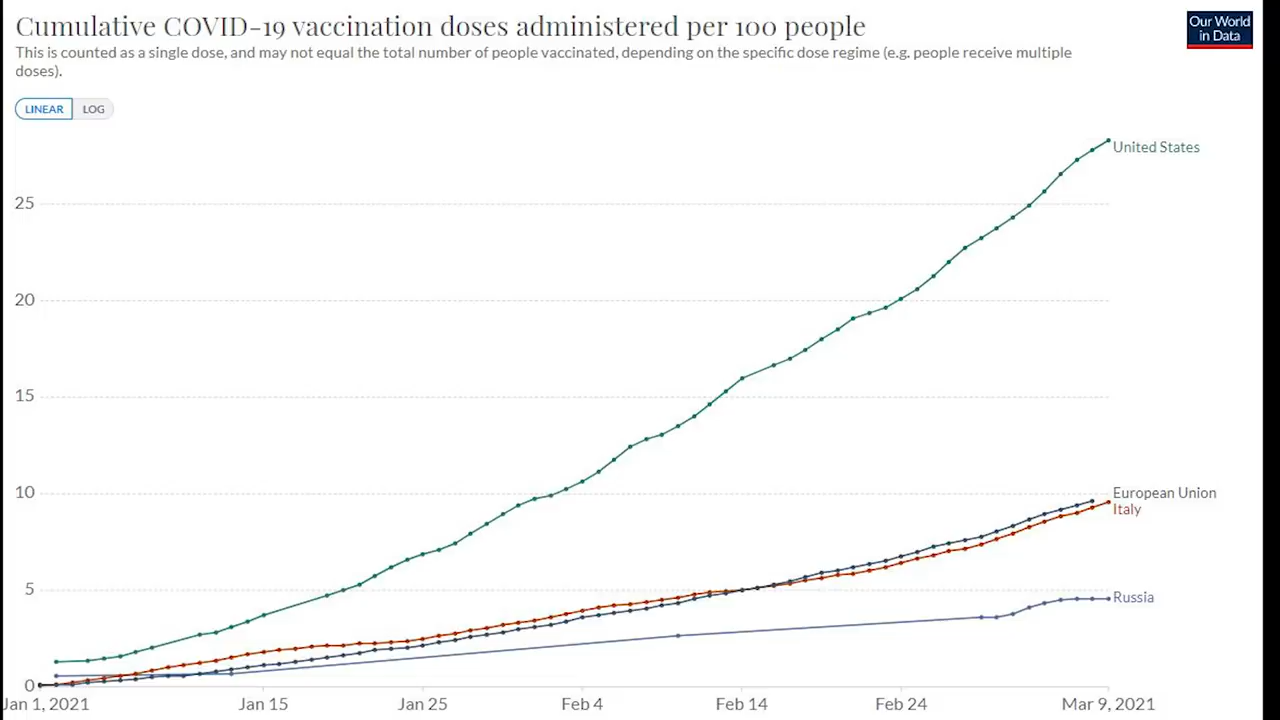 Cumulative COVID-19 vaccination doses administered per 100 people
Our World
in Data
This is counted as a single dose, and may not equal the total number of people vaccinated, depending on the specific dose regime (e.g. people receive multiple
doses).
LINEAR LOG
United States
25
20
15
10
European Union
Italy
5
Russia
0
Jan 1, 2021 Jan 15 Jan 25 Feb 4 Feb 14 Feb 24 Mar 9, 2021